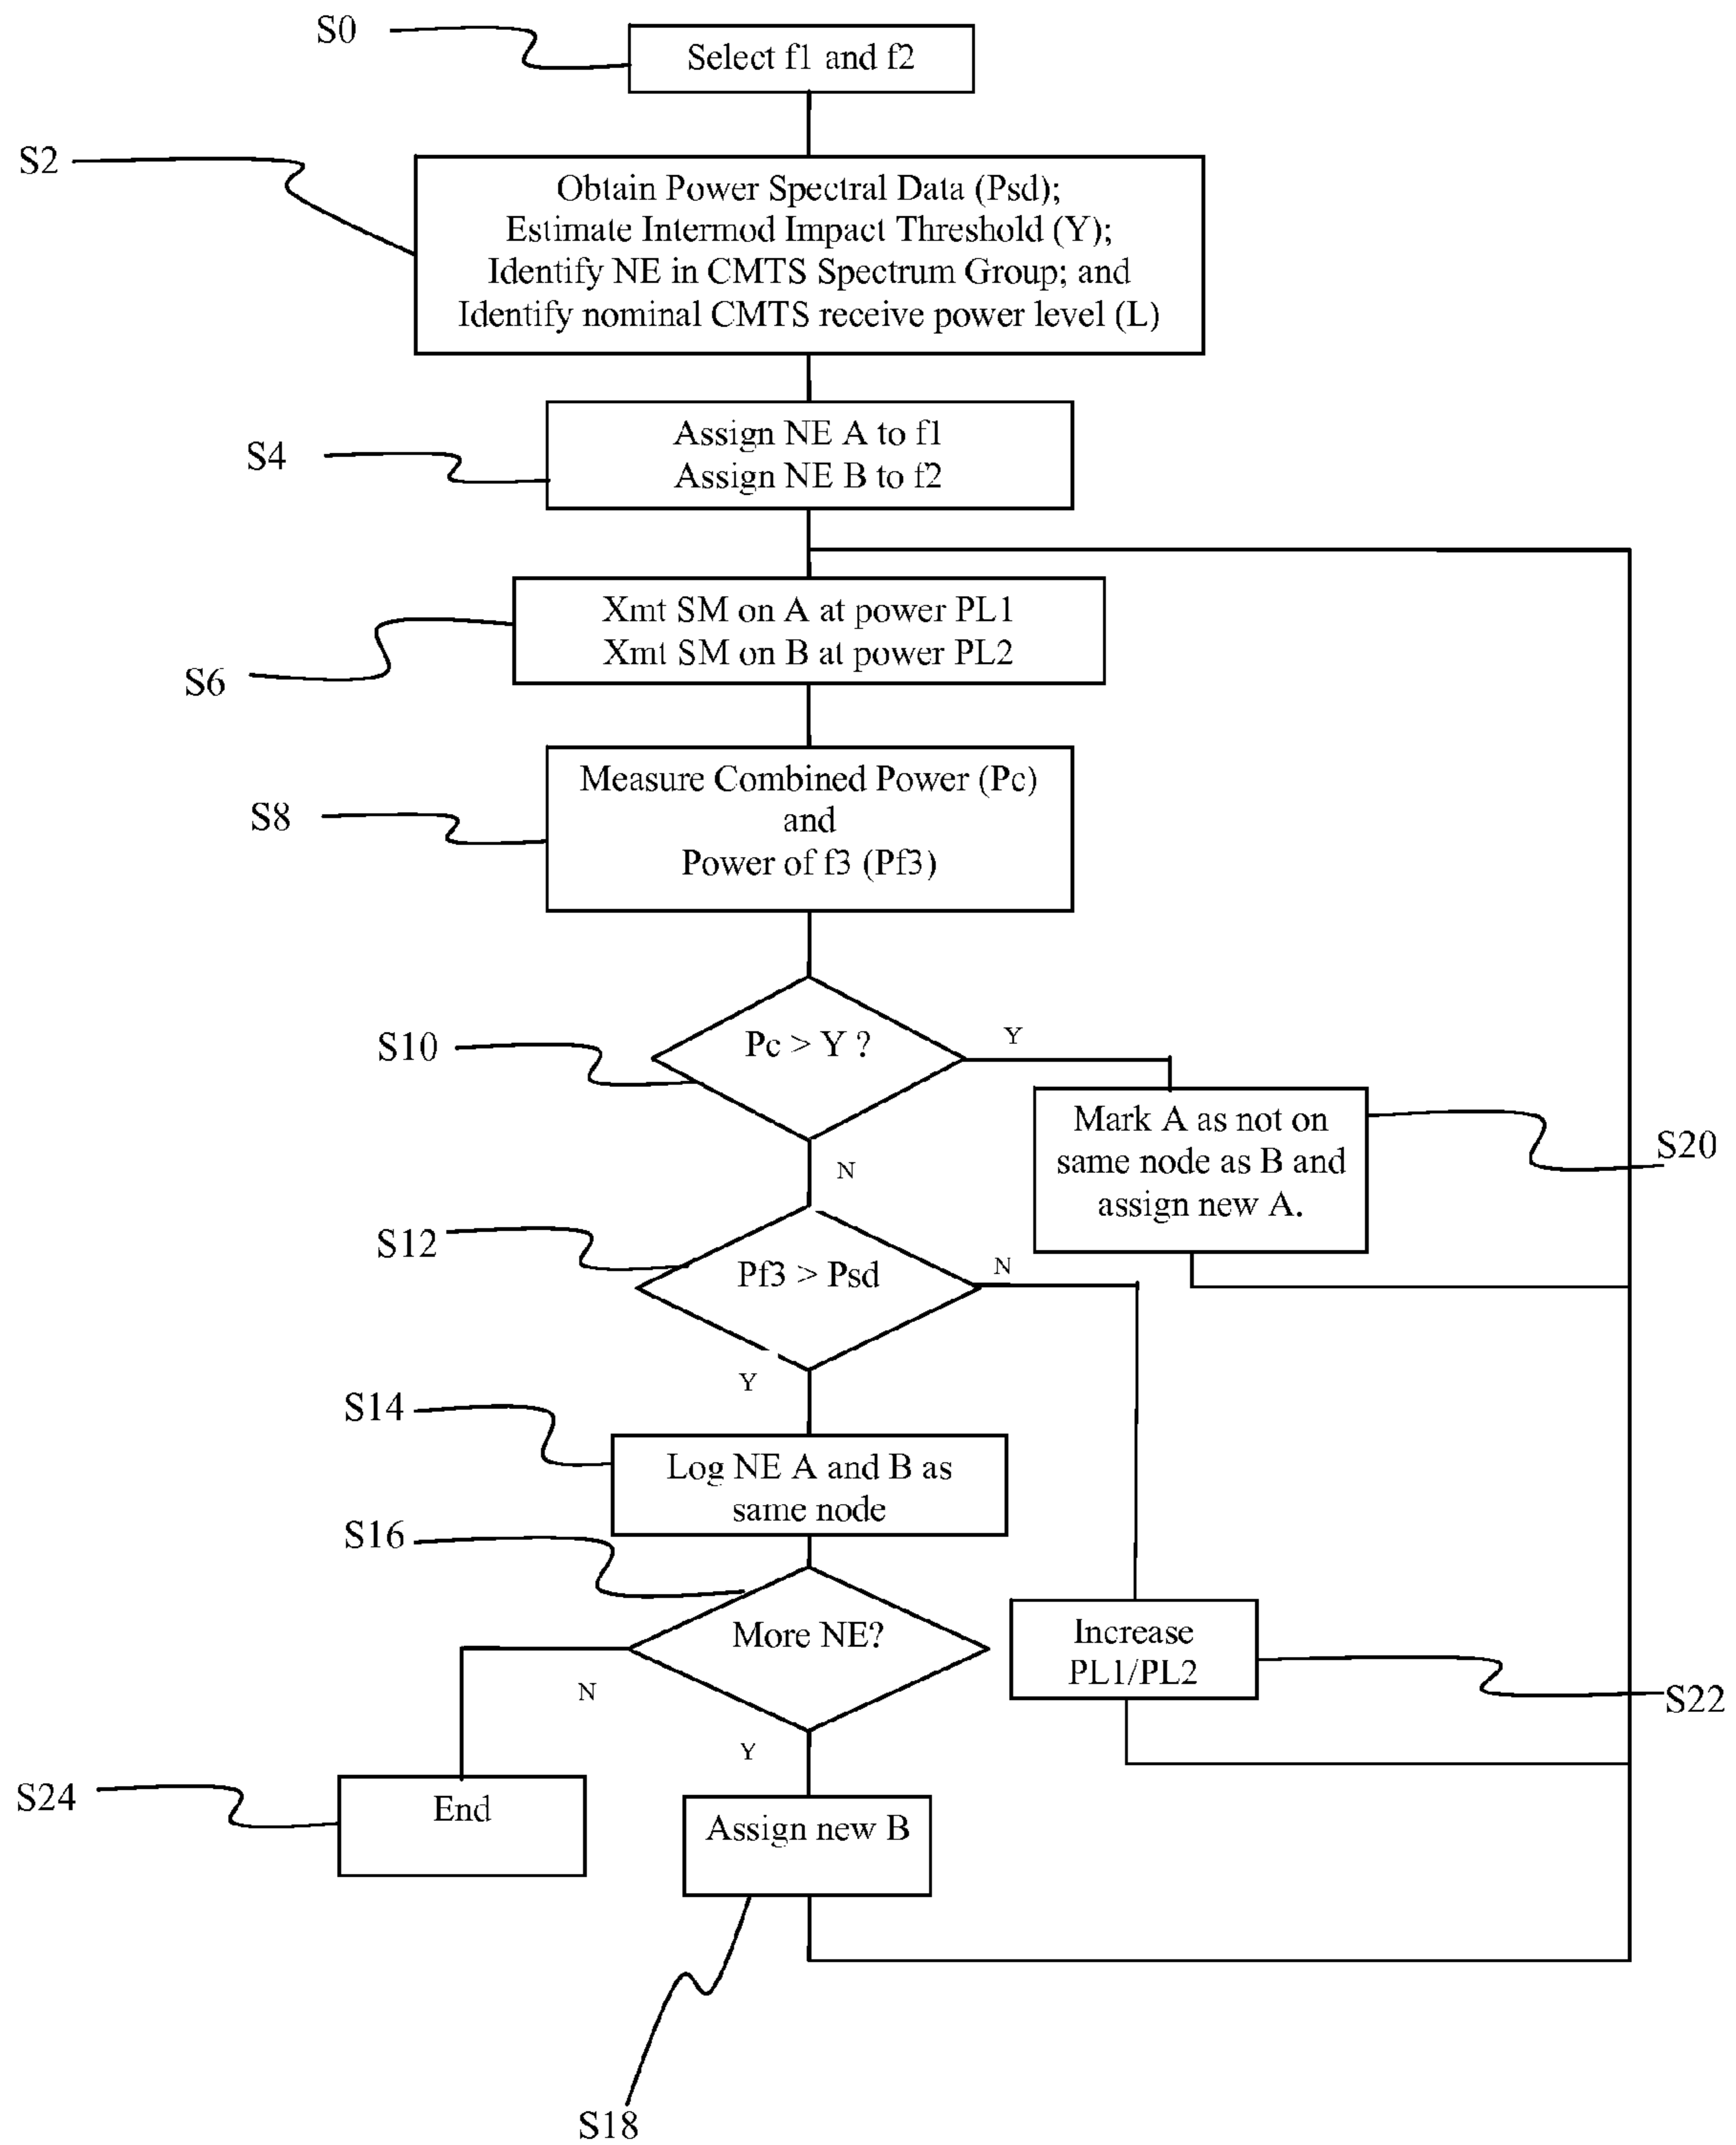 S0
Select f1 and f2
S2
Obtain Power Spectral Data (Psd);
Estimate Intermod Impact Threshold (Y);
Identify NE in CMTS Spectrum Group; and
Identify nominal CMTS receive power level (L)
S4
Assign NE A to f1
Assign NE B to f2
S6
Xmt SM on A at power PL1
Xmt SM on B at power PL2
S8
Measure Combined Power (Pc)
and
Power of f3 (Pf3)
S10
Pc > Y ?
Y
N
Mark A as not on
same node as B and
assign new A.
S20
S12
Pf3 > Psd
N
Y
S14
Log NE A and B as
same node
S16
More NE?
N
Y
Increase
PL1/PL2
S22
S24
End
Assign new B
S18